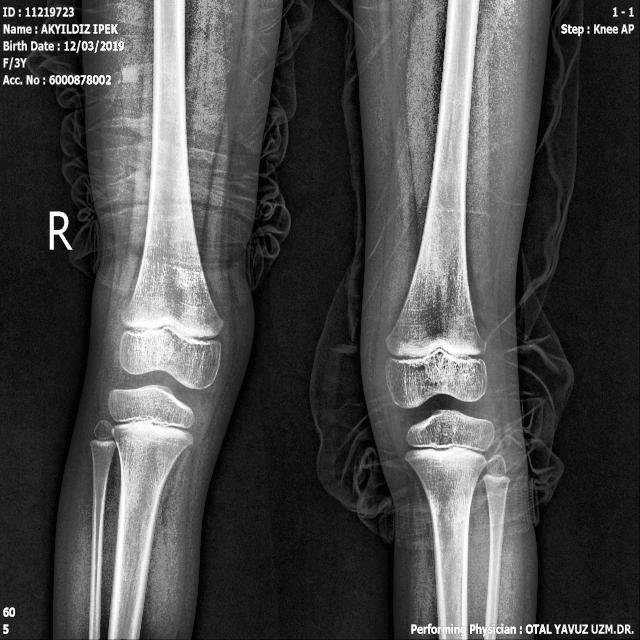 ID : 11219723
Name : AKYILDIZ IPEK
Birth Date : 12/03/2019
F/3Y
Acc. No : 6000878002
1 - 1
Step : Knee AP
R
60
5
Performing Physician : OTAL YAVUZ UZM.DR.